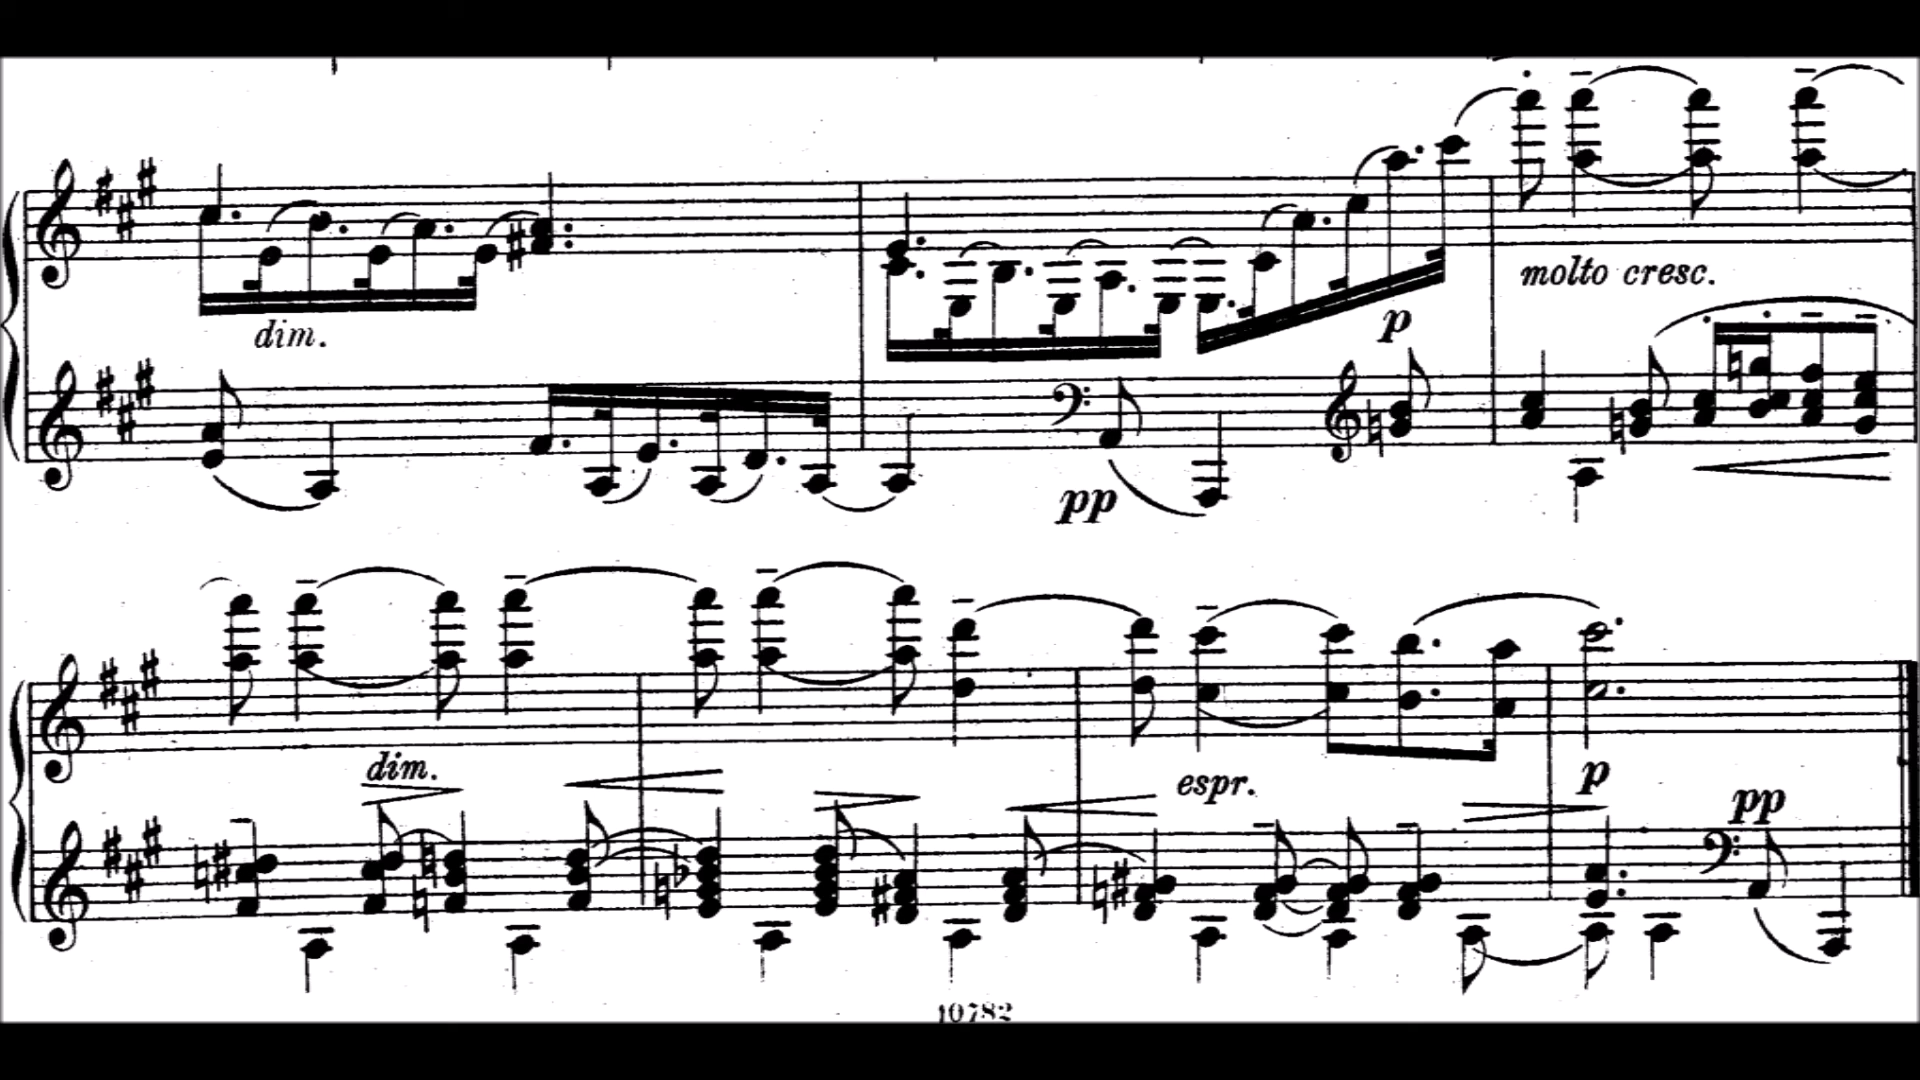 molto cresc.
dim.
p
pp
dim.
espr.
p
pp
10782